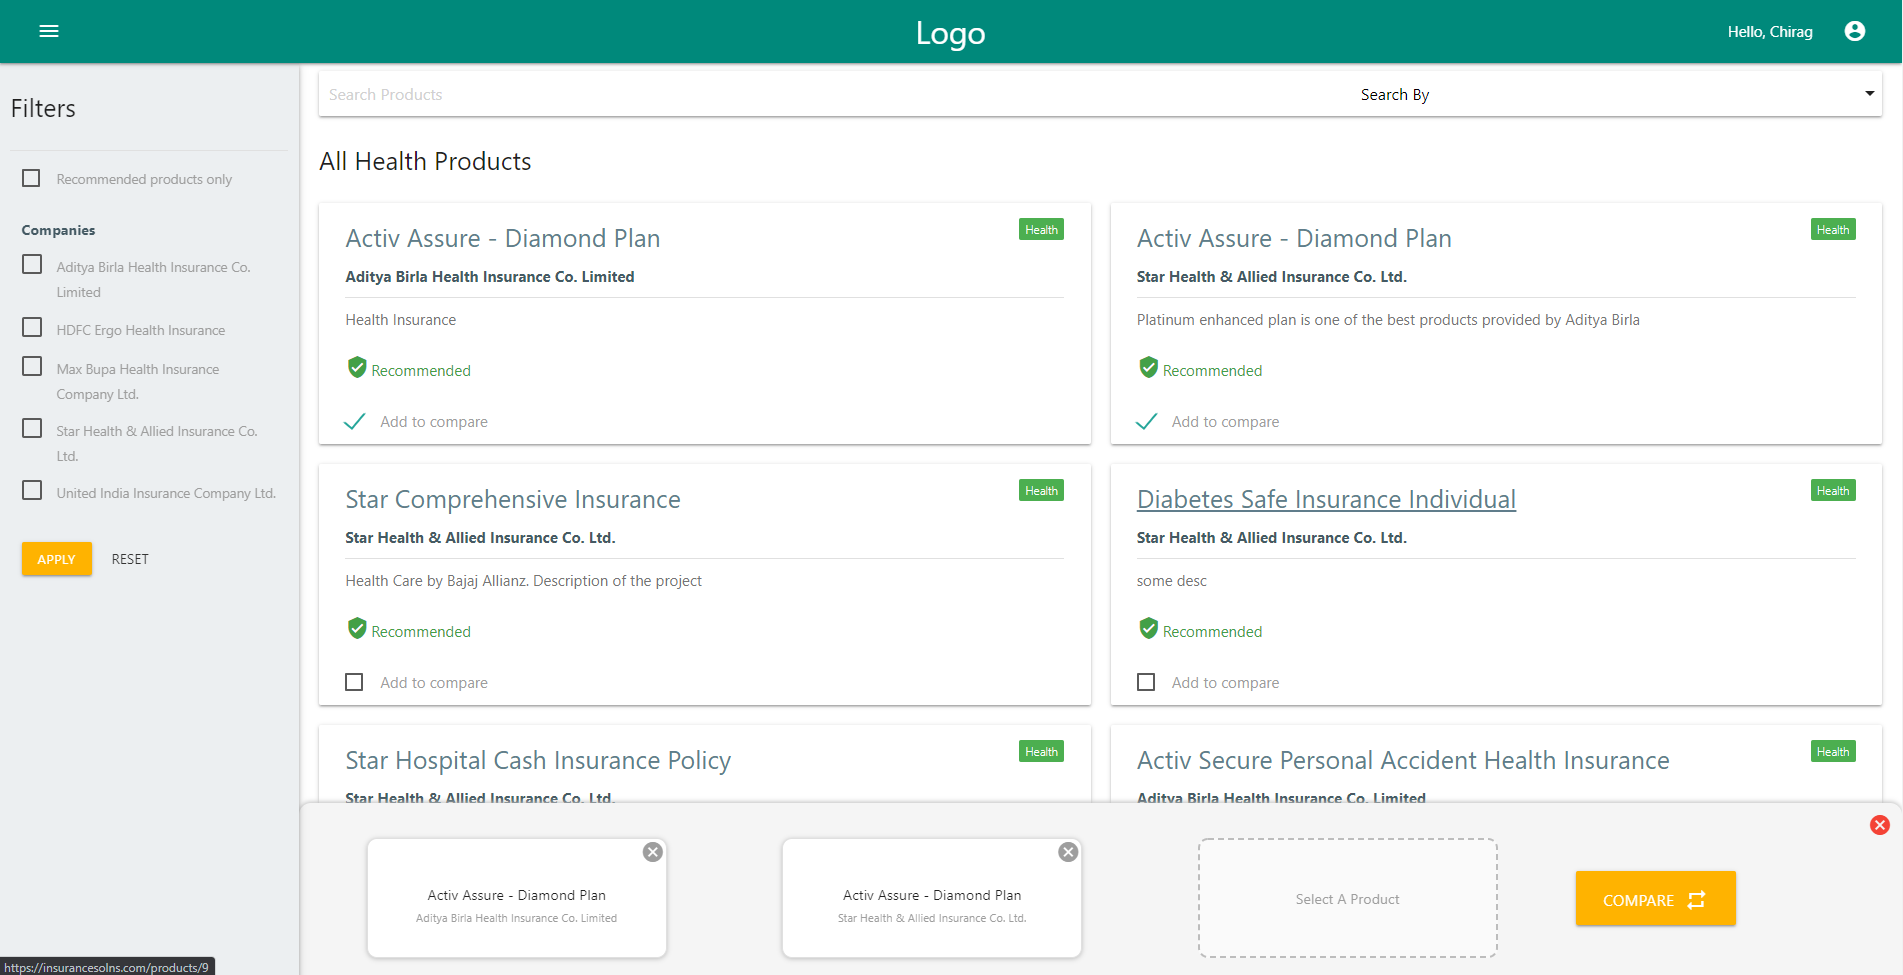 Logo
Hello, Chirag
Filters
Recommended products only
Companies
Aditya Birla Health Insurance Co.
Limited
HDFC Ergo Health Insurance
Max Bupa Health Insurance
Company Ltd.
Star Health & Allied Insurance Co.
Ltd.
United India Insurance Company Ltd.
APPLY
RESET
Search Products
Search By
All Health Products
Activ Assure - Diamond Plan
Health
Aditya Birla Health Insurance Co. Limited
Health Insurance
Recommended
Add to compare
Activ Assure - Diamond Plan
Health
Star Health & Allied Insurance Co. Ltd.
Platinum enhanced plan is one of the best products provided by Aditya Birla
Recommended
Add to compare
Star Comprehensive Insurance
Health
Star Health & Allied Insurance Co. Ltd.
Health Care by Bajaj Allianz. Description of the project
Recommended
Add to compare
Diabetes Safe Insurance Individual
Health
Star Health & Allied Insurance Co. Ltd.
some desc
Recommended
Add to compare
Star Hospital Cash Insurance Policy
Health
Star Health & Allied Insurance Co. Ltd.
Activ Secure Personal Accident Health Insurance
Health
Aditya Birla Health Insurance Co. Limited
Activ Assure - Diamond Plan
Aditya Birla Health Insurance Co. Limited
Activ Assure - Diamond Plan
Star Health & Allied Insurance Co. Ltd.
Select A Product
COMPARE
https://insurancesolns.com/products/9